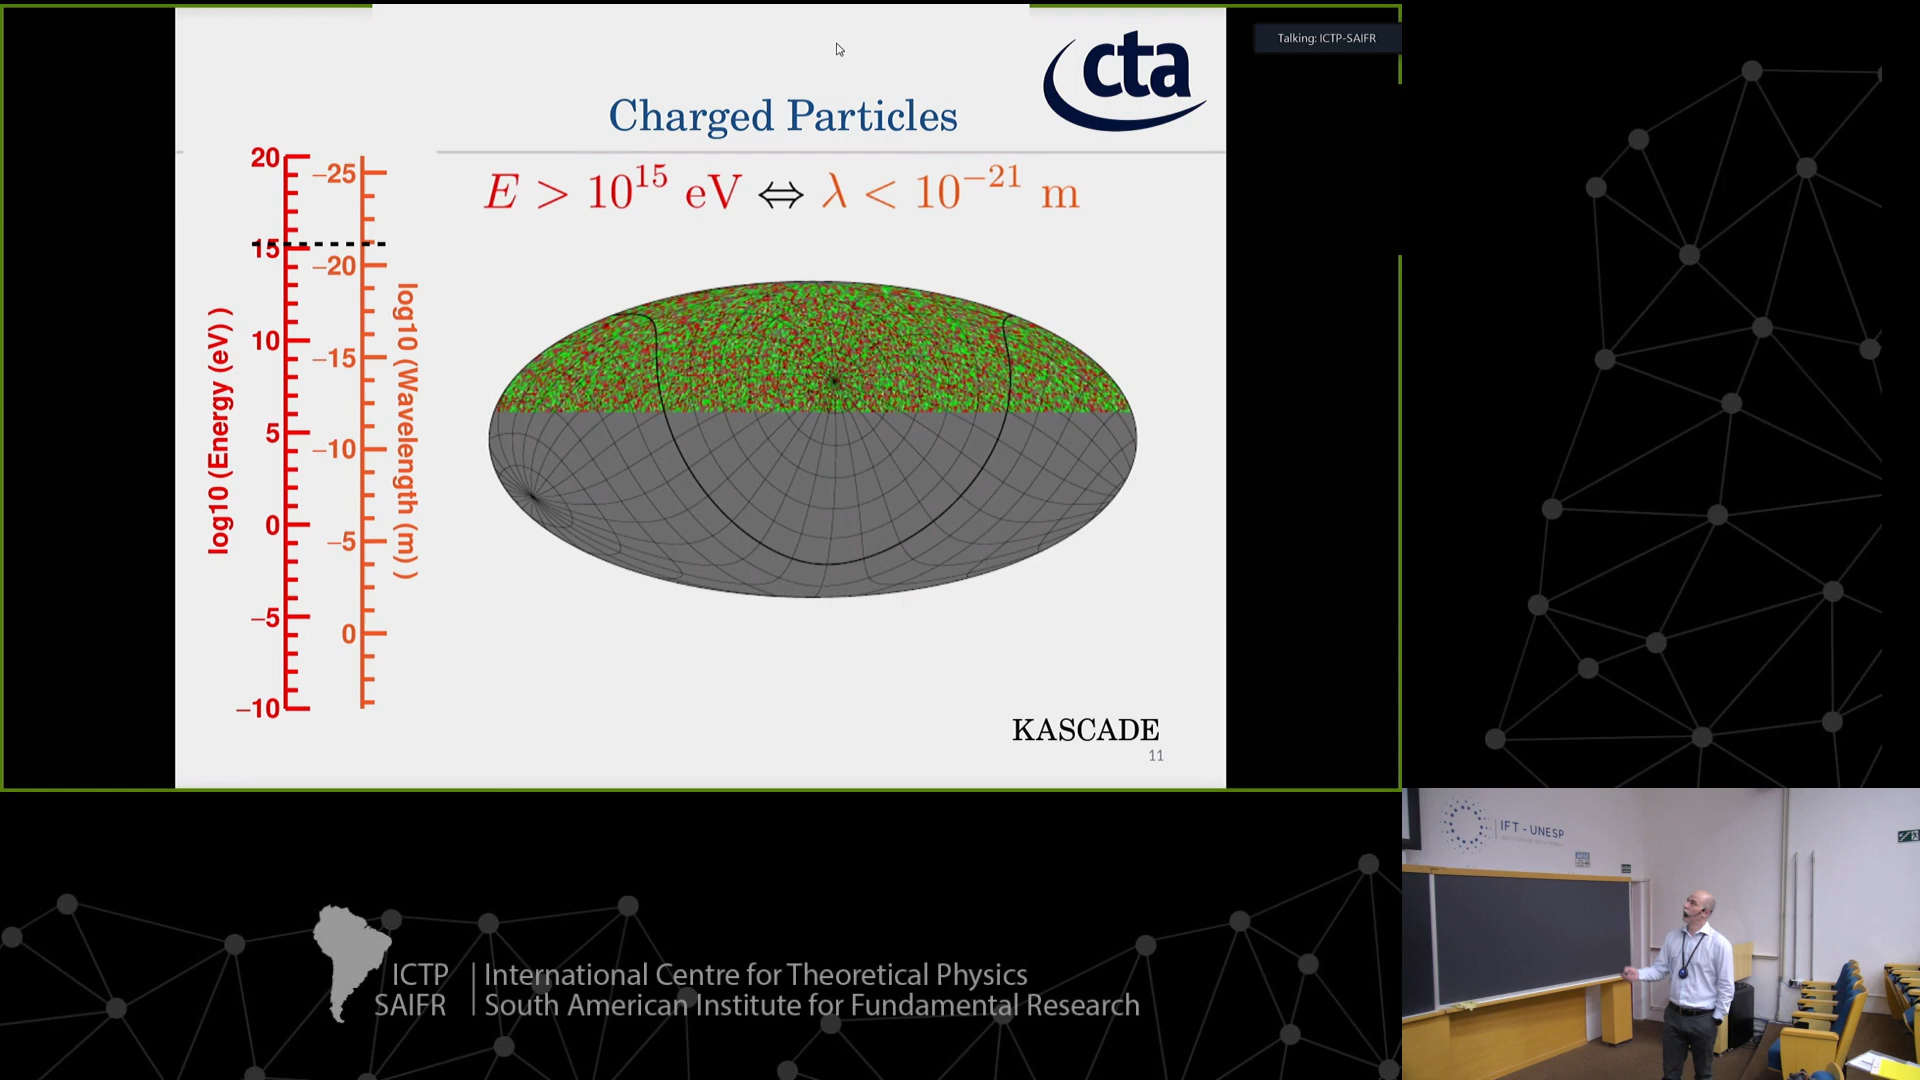 Talking: ICTP-SAIFR
cta
Charged Particles
E > 10^15 eV ⇔ λ < 10^−21 m
20
15
10
5
0
−5
−10
log10 (Energy (eV) )
−25
−20
−15
−10
−5
0
log10 (Wavelength (m) )
KASCADE
11
IFT - UNESP
ICTP
SAIFR
International Centre for Theoretical Physics
South American Institute for Fundamental Research